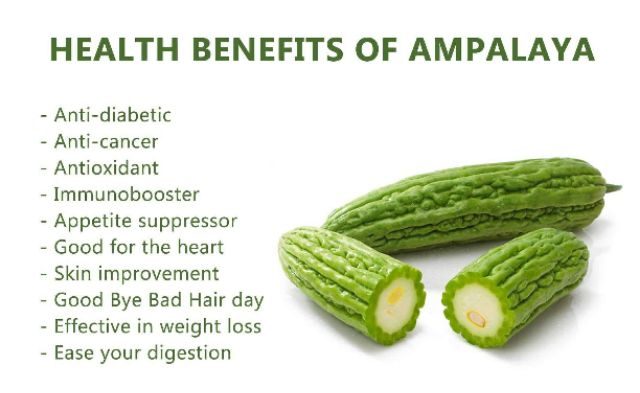 HEALTH BENEFITS OF AMPALAYA
- Anti-diabetic
- Anti-cancer
- Antioxidant
- Immunobooster
- Appetite suppressor
- Good for the heart
- Skin improvement
- Good Bye Bad Hair day
- Effective in weight loss
- Ease your digestion